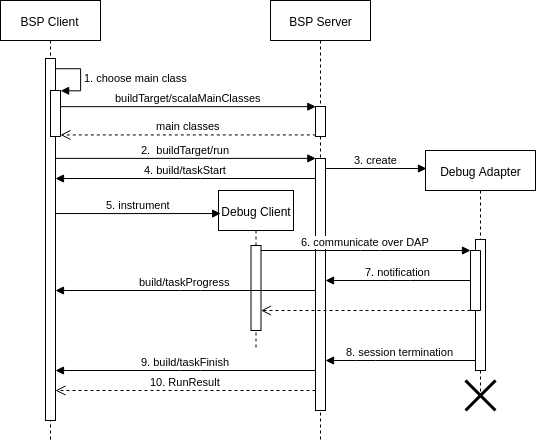 BSP Client
BSP Server
1. choose main class
buildTarget/scalaMainClasses
main classes
2. buildTarget/run
3. create
Debug Adapter
4. build/taskStart
5. instrument
Debug Client
6. communicate over DAP
7. notification
build/taskProgress
8. session termination
9. build/taskFinish
10. RunResult